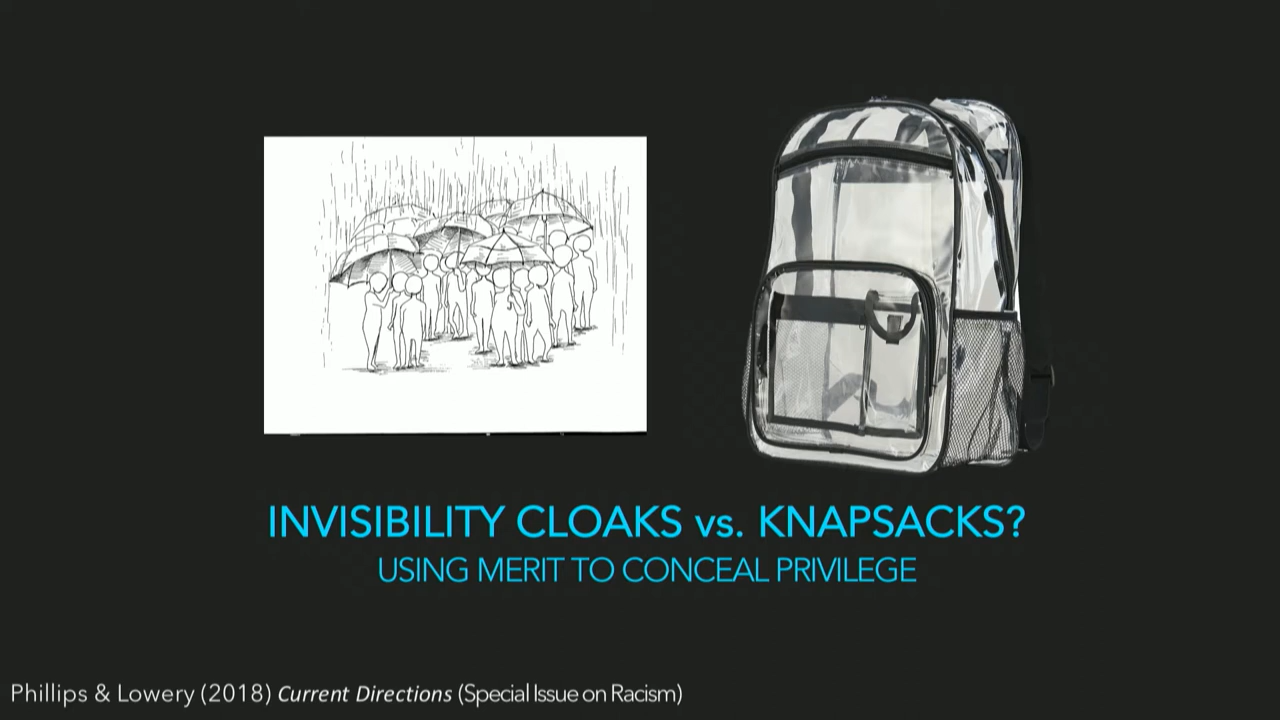 INVISIBILITY CLOAKS vs. KNAPSACKS?
USING MERIT TO CONCEAL PRIVILEGE
Phillips & Lowery (2018) Current Directions (Special Issue on Racism)